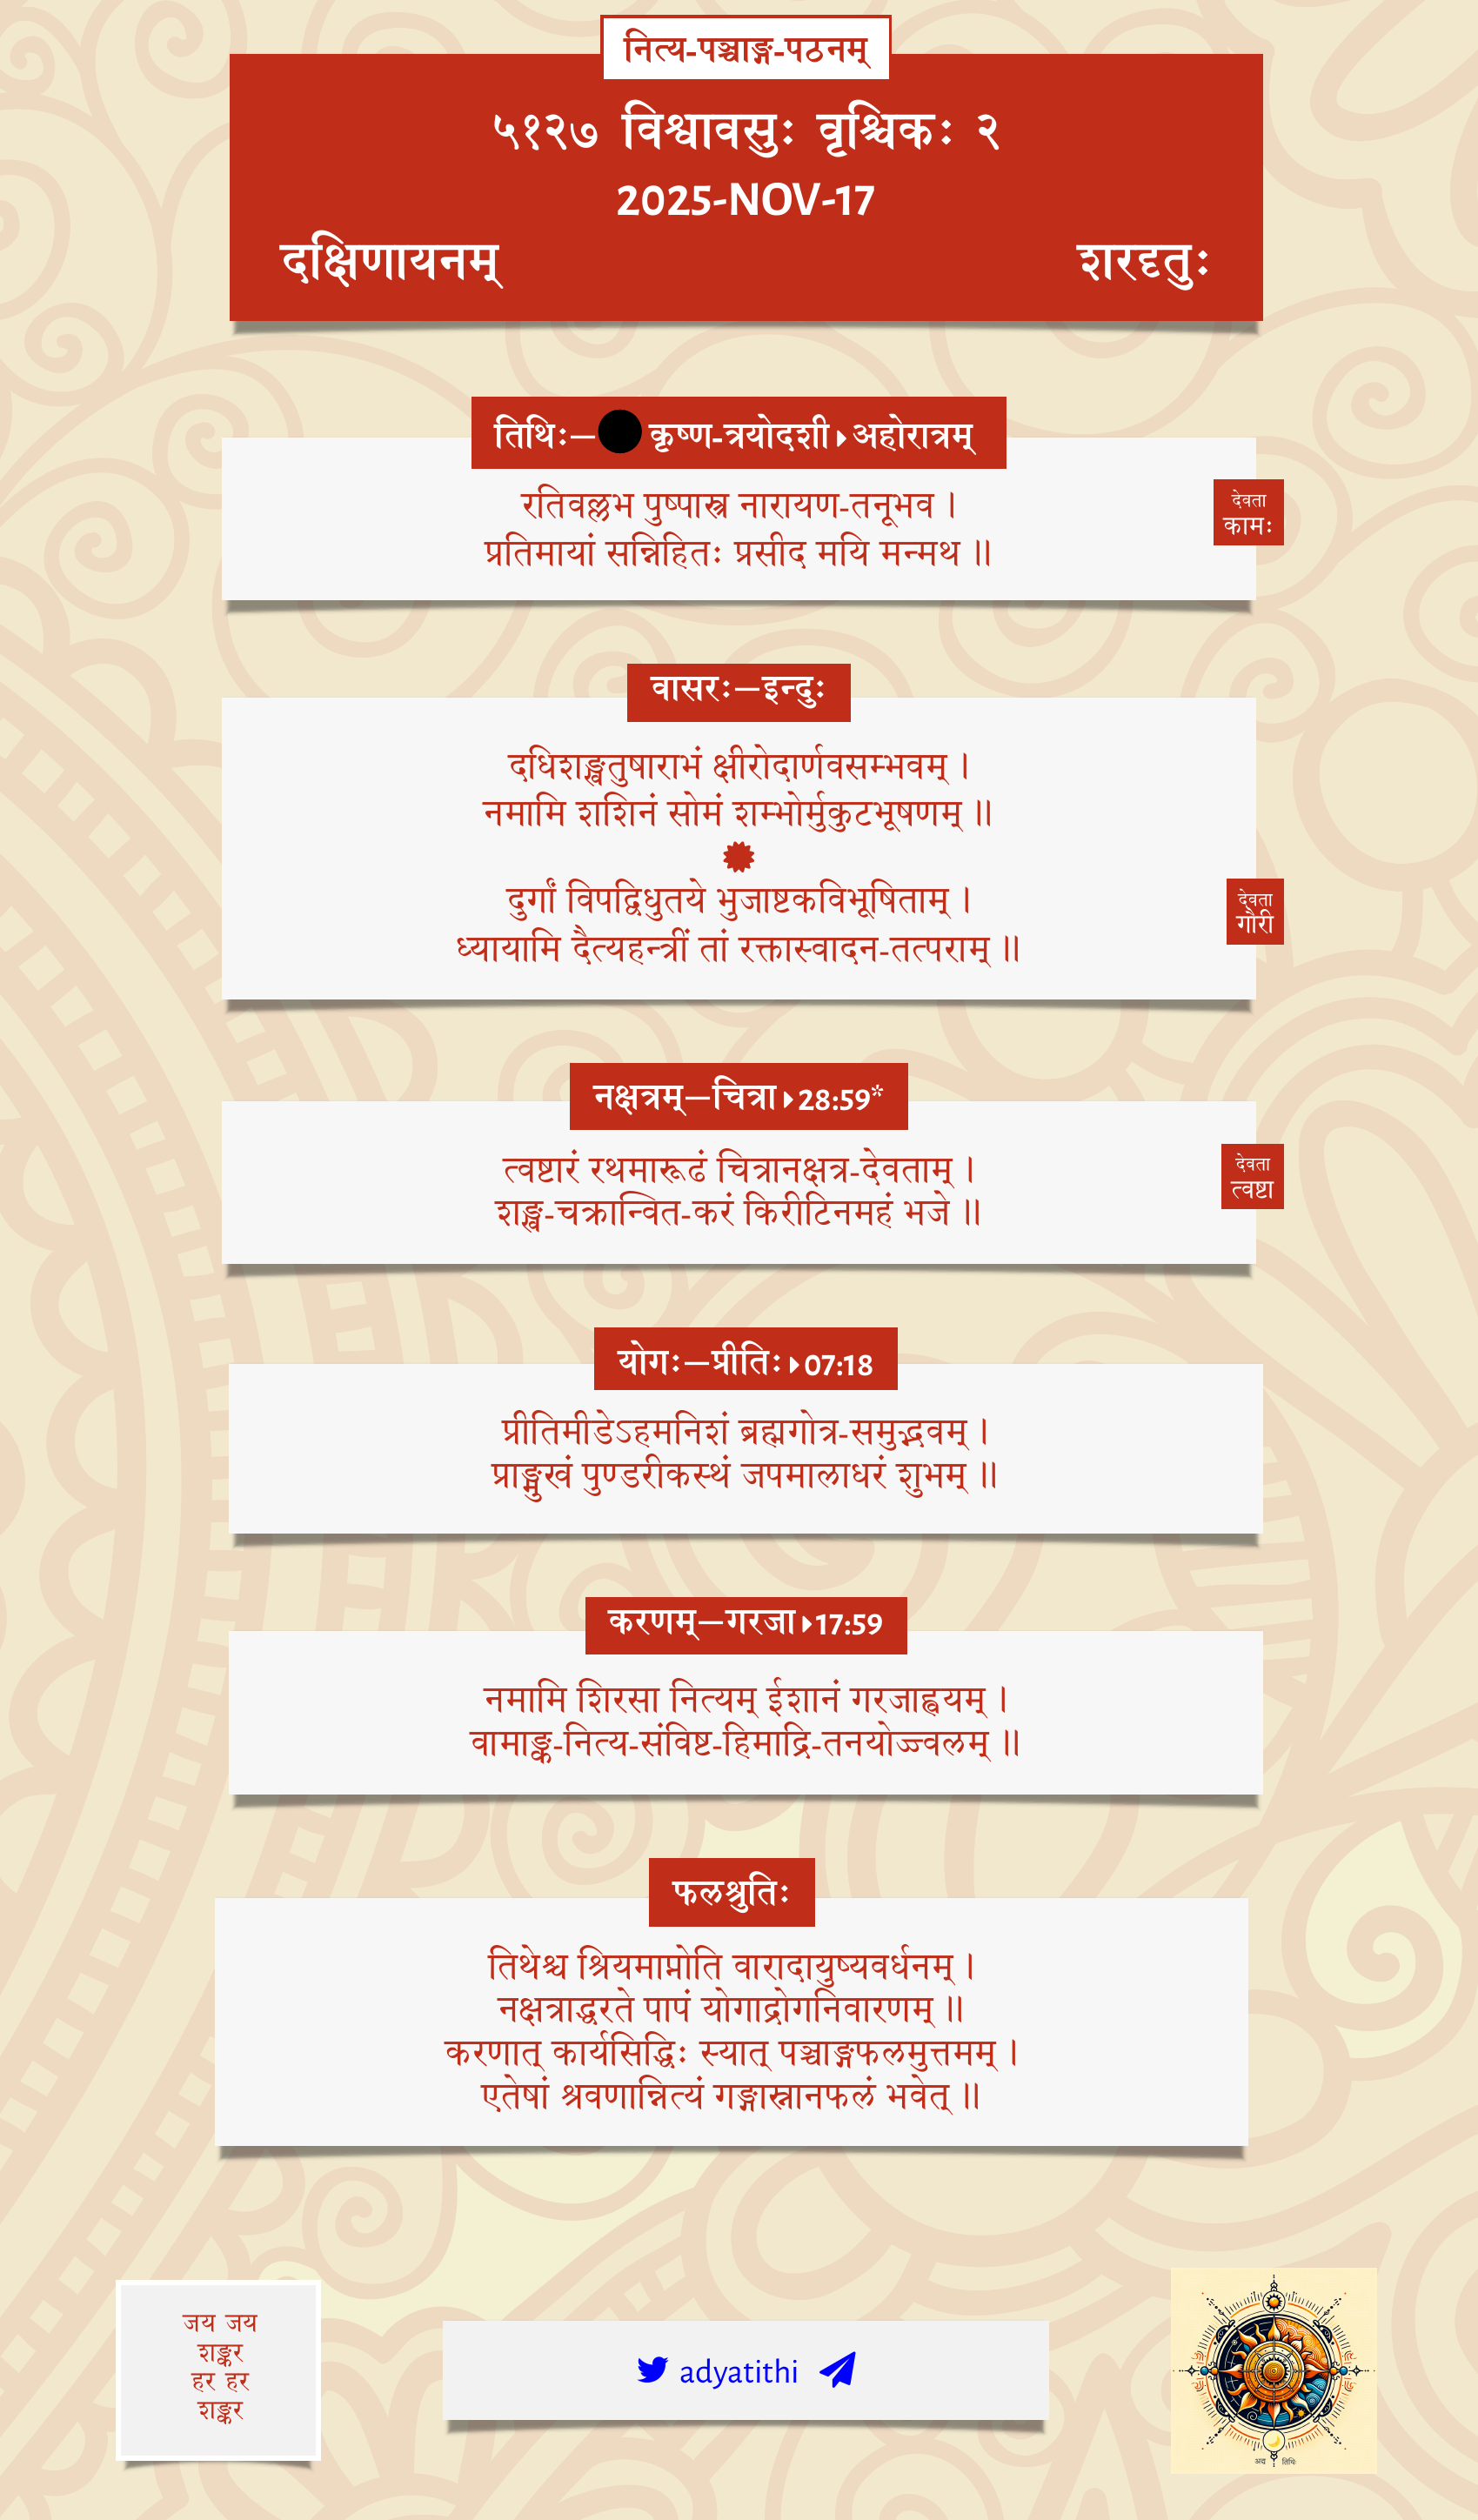 नित्य-पञ्चाङ्ग-पठनम्
५१२७ विश्वावसुः वृश्चिकः २
2025-NOV-17
दक्षिणायनम् शरदृतुः
तिथिः— कृष्ण-त्रयोदशी▸अहोरात्रम्
रतिवल्लभ पुष्पास्त्र नारायण-तनूभव ।
प्रतिमायां सन्निहितः प्रसीद मयि मन्मथ ॥
देवता
कामः
वासरः—इन्दुः
दधिशङ्खतुषाराभं क्षीरोदार्णवसम्भवम् ।
नमामि शशिनं सोमं शम्भोर्मुकुटभूषणम् ॥
दुर्गां विपद्विधुतये भुजाष्टकविभूषिताम् ।
ध्यायामि दैत्यहन्त्रीं तां रक्तास्वादन-तत्पराम् ॥
देवता
गौरी
नक्षत्रम्—चित्रा▸28:59*
त्वष्टारं रथमारूढं चित्रानक्षत्र-देवताम् ।
शङ्ख-चक्रान्वित-करं किरीटिनमहं भजे ॥
देवता
त्वष्टा
योगः—प्रीतिः▸07:18
प्रीतिमीडेऽहमनिशं ब्रह्मगोत्र-समुद्भवम् ।
प्राङ्मुखं पुण्डरीकस्थं जपमालाधरं शुभम् ॥
करणम्—गरजा▸17:59
नमामि शिरसा नित्यम् ईशानं गरजाह्वयम् ।
वामाङ्क-नित्य-संविष्ट-हिमाद्रि-तनयोज्ज्वलम् ॥
फलश्रुतिः
तिथेश्च श्रियमाप्नोति वारादायुष्यवर्धनम् ।
नक्षत्राद्धरते पापं योगाद्रोगनिवारणम् ॥
करणात् कार्यसिद्धिः स्यात् पञ्चाङ्गफलमुत्तमम् ।
एतेषां श्रवणान्नित्यं गङ्गास्नानफलं भवेत् ॥
जय जय
शङ्कर
हर हर
शङ्कर
adyatithi
अद्य तिथिः